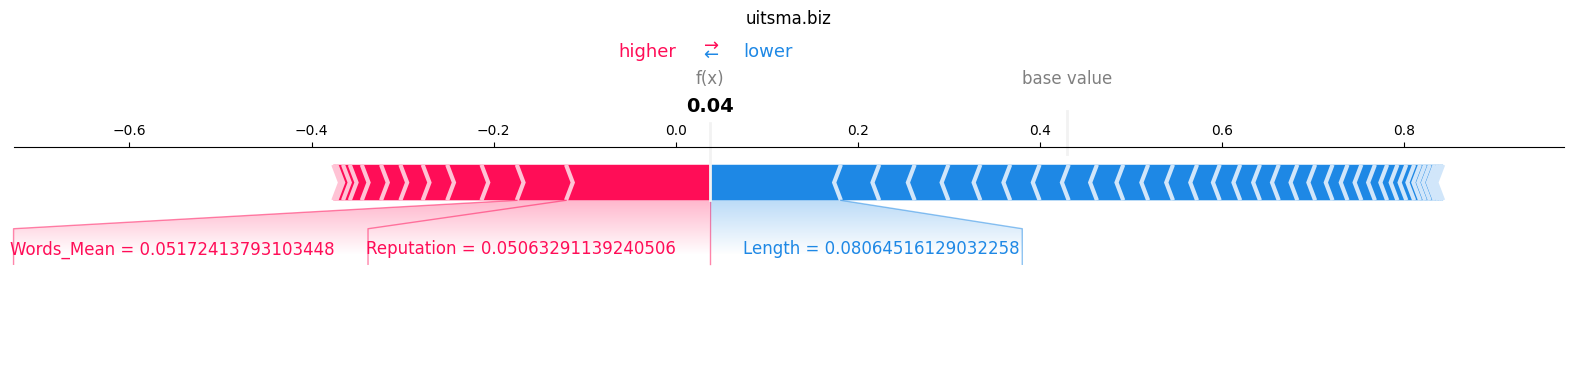 uitsma.biz
higher ⇄ lower
f(x) base value
0.04
−0.6 −0.4 −0.2 0.0 0.2 0.4 0.6 0.8
Words_Mean = 0.05172413793103448 Reputation = 0.05063291139240506 Length = 0.08064516129032258